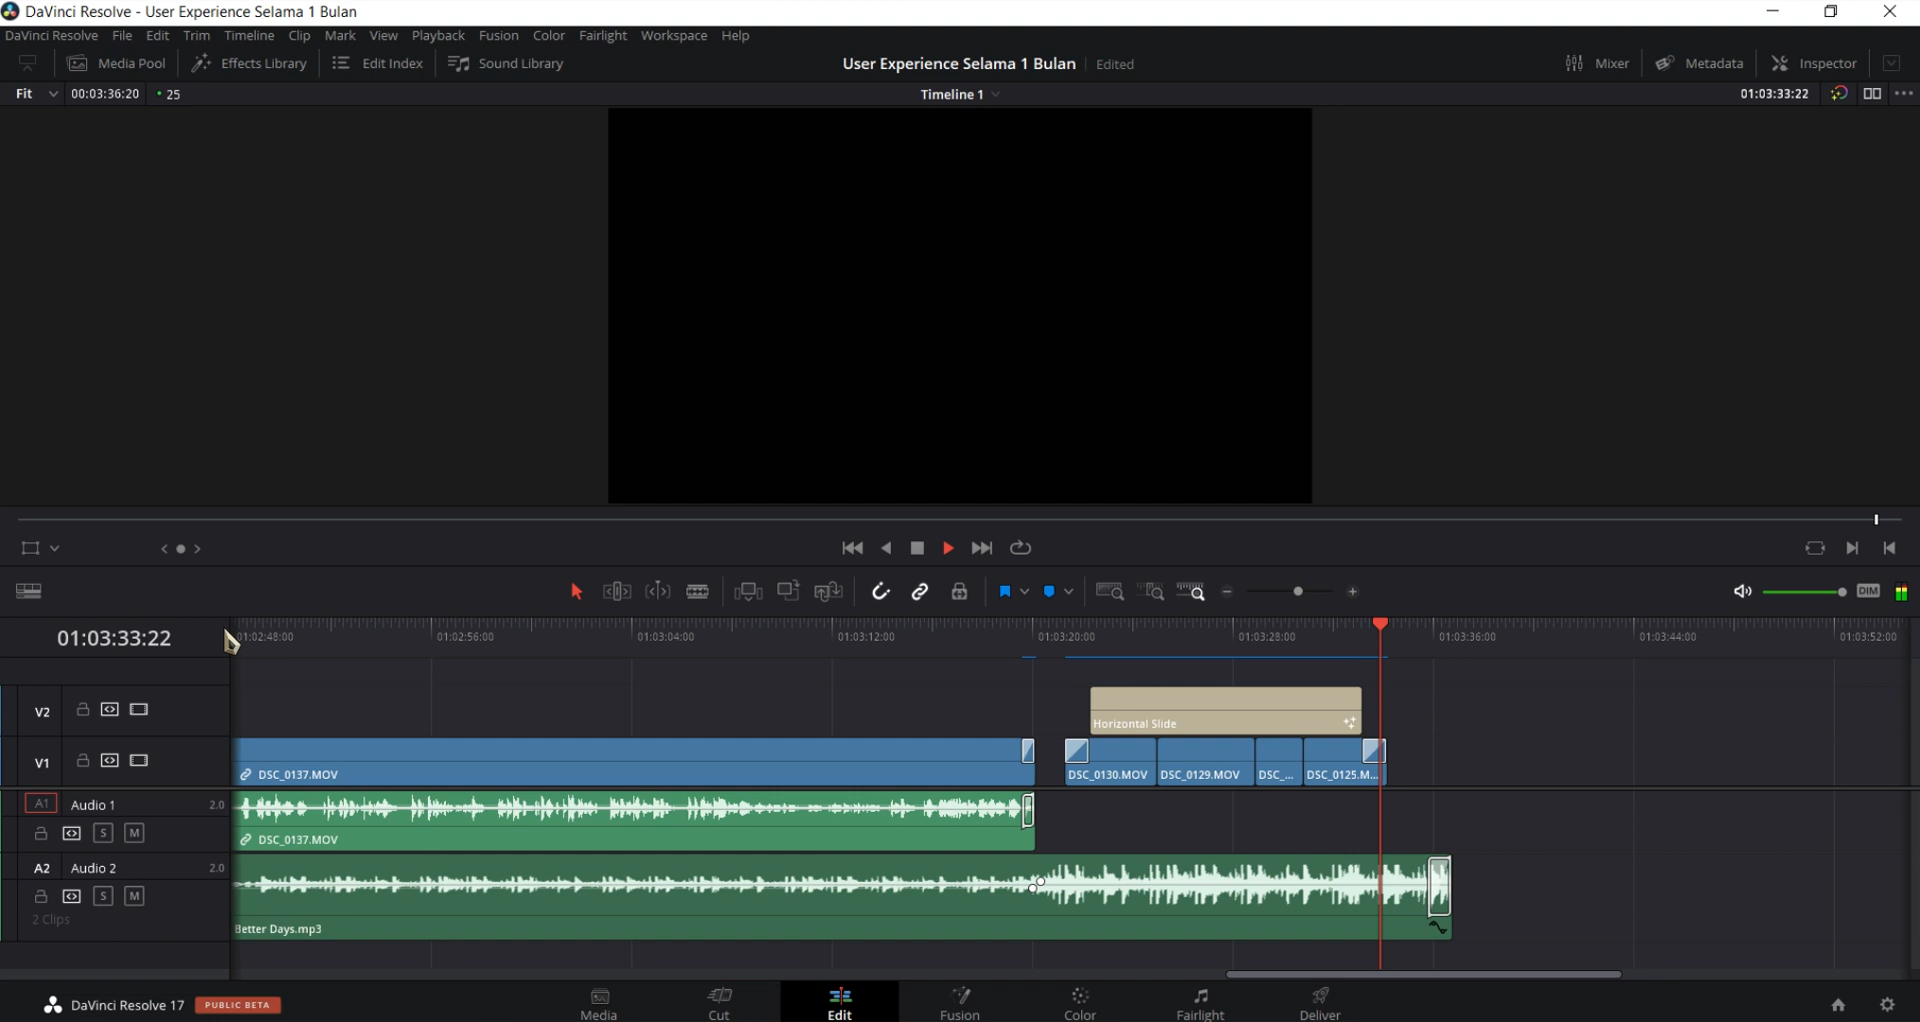 DaVinci Resolve - User Experience Selama 1 Bulan
DaVinci Resolve File Edit Trim Timeline Clip Mark View Playback Fusion Color Fairlight Workspace Help
Media Pool Effects Library Edit Index Sound Library User Experience Selama 1 Bulan Edited Mixer Metadata Inspector
Fit 00:03:36:20 • 25 Timeline 1 01:03:33:22
DIM
01:03:33:22 01:02:48:00 01:02:56:00 01:03:04:00 01:03:12:00 01:03:20:00 01:03:28:00 01:03:36:00 01:03:44:00 01:03:52:00
V2 Horizontal Slide
V1 DSC_0137.MOV DSC_0130.MOV DSC_0129.MOV DSC_... DSC_0125.M...
A1 Audio 1 2.0
S M DSC_0137.MOV
A2 Audio 2 2.0
S M
2 Clips
Better Days.mp3
DaVinci Resolve 17 PUBLIC BETA Media Cut Edit Fusion Color Fairlight Deliver